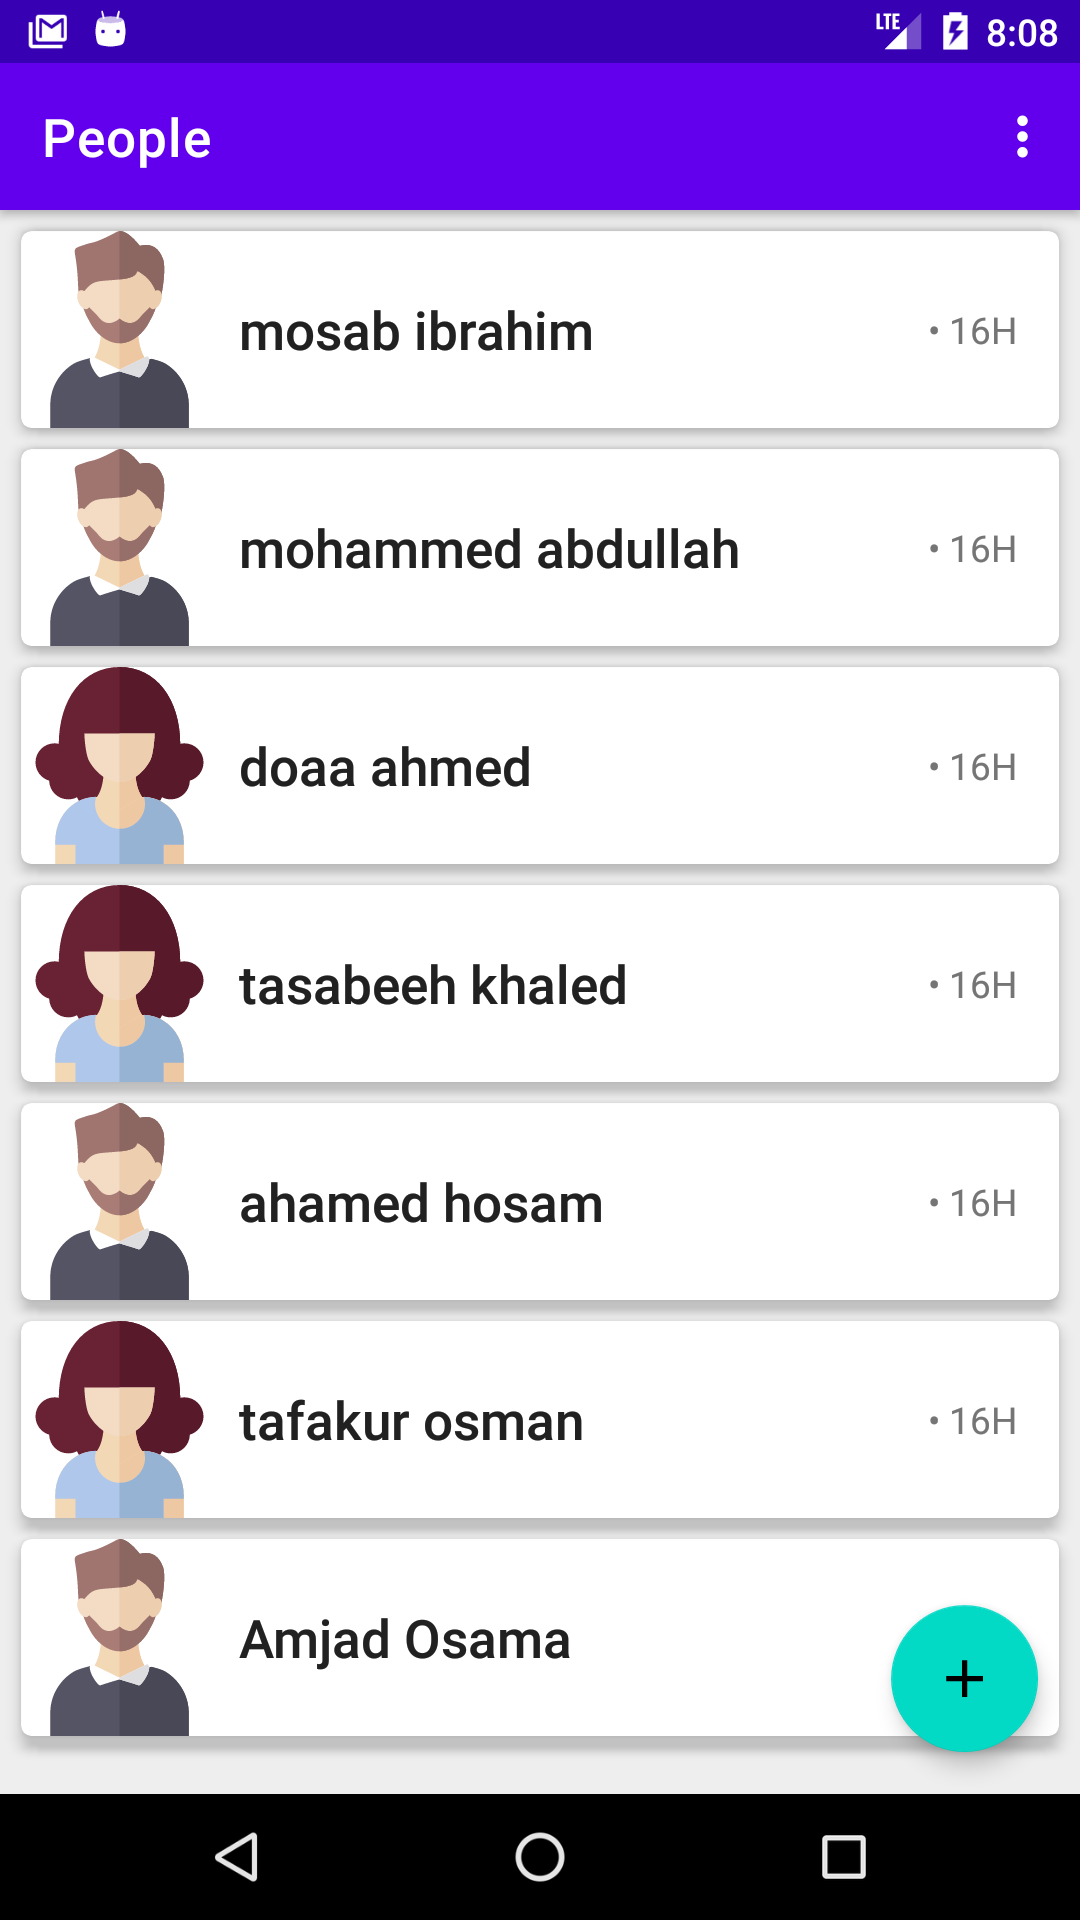 LTE 8:08
People
mosab ibrahim • 16H
mohammed abdullah • 16H
doaa ahmed • 16H
tasabeeh khaled • 16H
ahamed hosam • 16H
tafakur osman • 16H
Amjad Osama